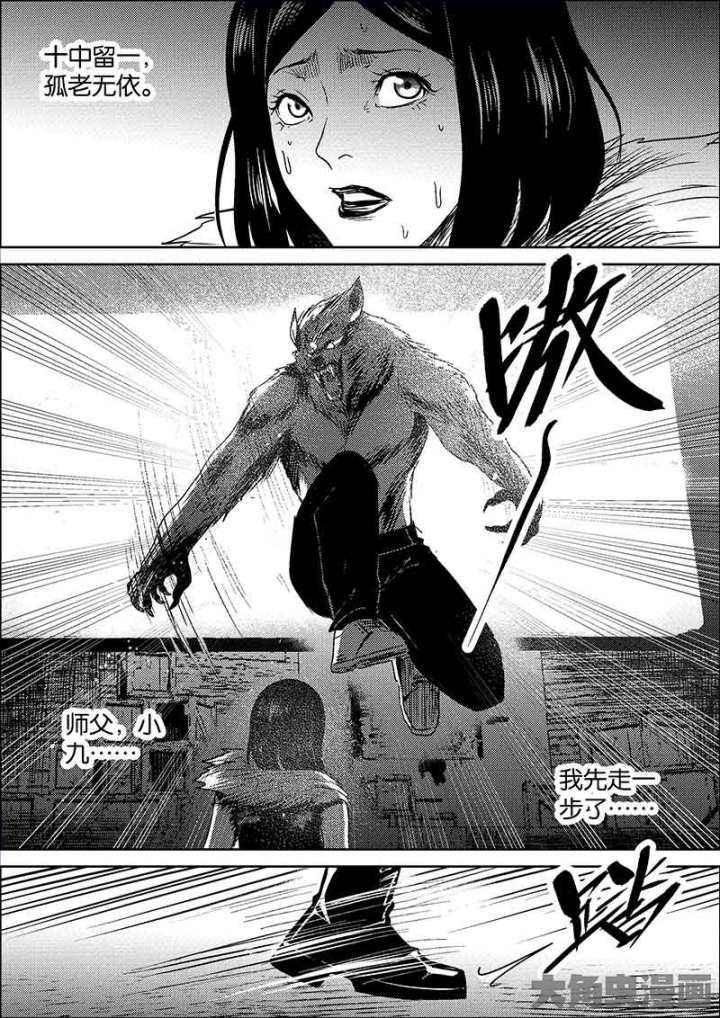 十中留一，
孤老无依。
嗷
师父，小
九……
我先走一
步了……
踏
大角虫漫画